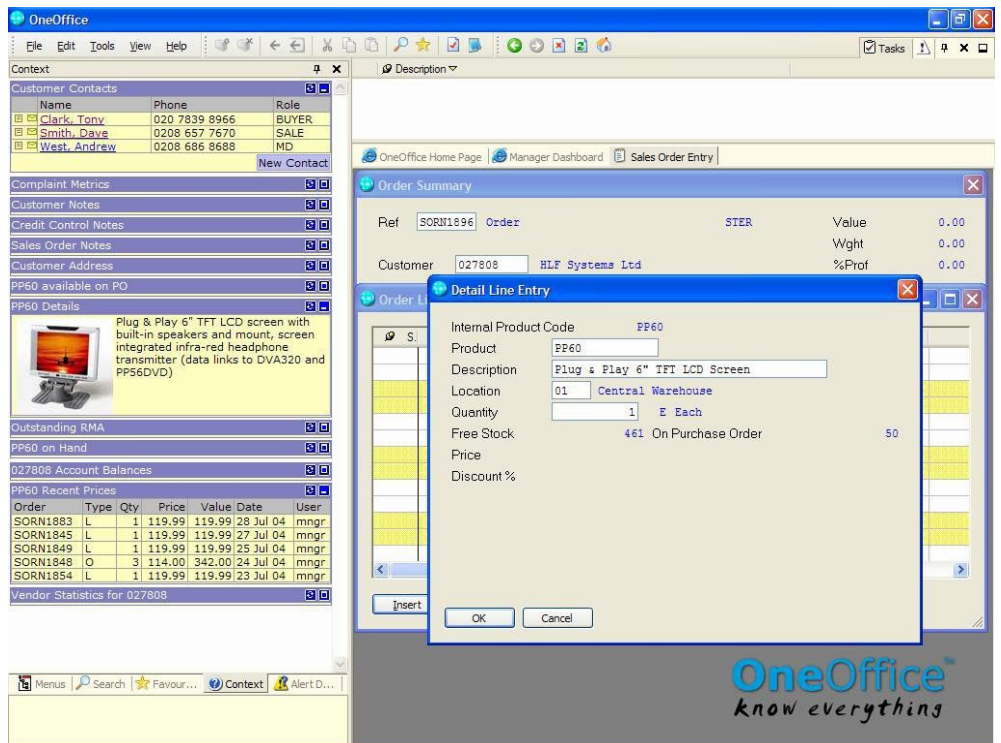 OneOffice
File Edit Tools View Help
Tasks
Context
Description
Customer Contacts
Name Phone Role
Clark, Tony 020 7839 8966 BUYER
Smith, Dave 0208 657 7670 SALE
West, Andrew 0208 686 8688 MD
New Contact
Complaint Metrics
Customer Notes
Credit Control Notes
Sales Order Notes
Customer Address
PP60 available on PO
PP60 Details
Plug & Play 6" TFT LCD screen with
built-in speakers and mount, screen
integrated infra-red headphone
transmitter (data links to DVA320 and
PP56DVD)
Outstanding RMA
PP60 on Hand
027808 Account Balances
PP60 Recent Prices
Order Type Qty Price Value Date User
SORN1883 L 1 119.99 119.99 28 Jul 04 mngr
SORN1845 L 1 119.99 119.99 27 Jul 04 mngr
SORN1849 L 1 119.99 119.99 25 Jul 04 mngr
SORN1848 O 3 114.00 342.00 24 Jul 04 mngr
SORN1854 L 1 119.99 119.99 23 Jul 04 mngr
Vendor Statistics for 027808
Menus Search Favour... Context Alert D...
OneOffice Home Page Manager Dashboard Sales Order Entry
Order Summary
Ref SORN1896 Order STER Value 0.00
Wght 0.00
Customer 027808 HLF Systems Ltd %Prof 0.00
Order Li
S.
Insert
Detail Line Entry
Internal Product Code PP60
Product PP60
Description Plug & Play 6" TFT LCD Screen
Location 01 Central Warehouse
Quantity 1 E Each
Free Stock 461 On Purchase Order 50
Price
Discount %
OK Cancel
OneOffice™
know everything